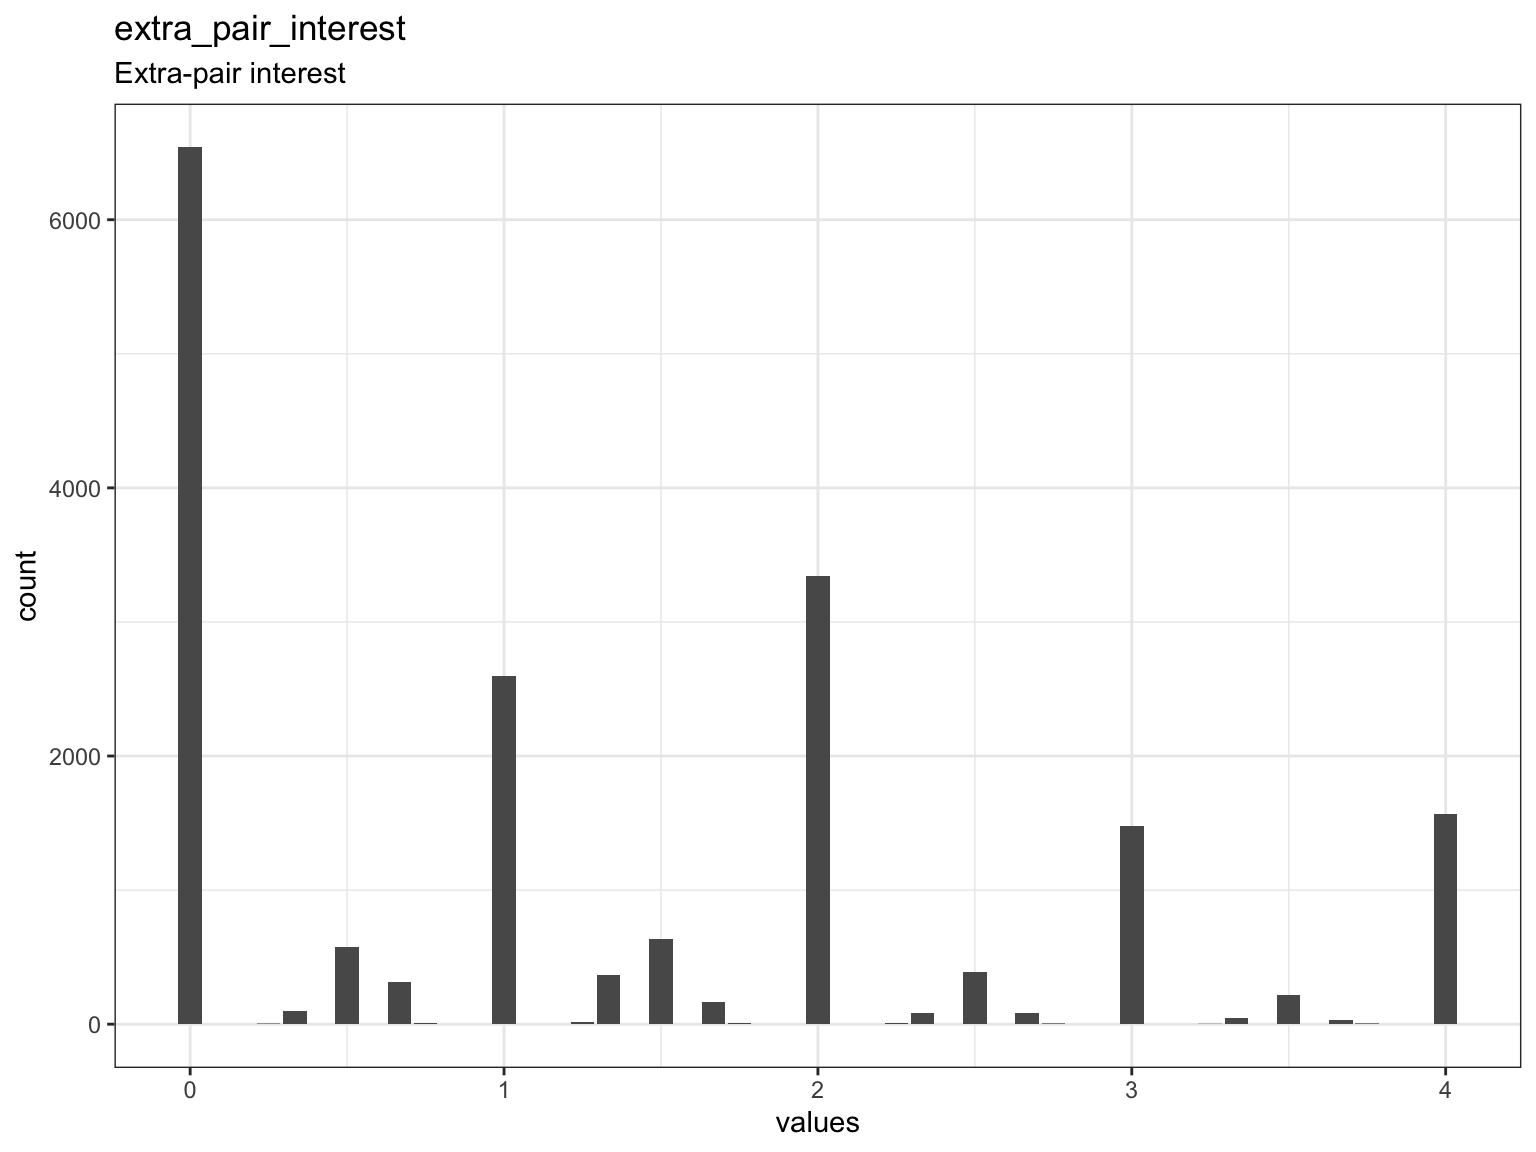 extra_pair_interest
Extra-pair interest
6000
4000
2000
0
count
0 1 2 3 4
values